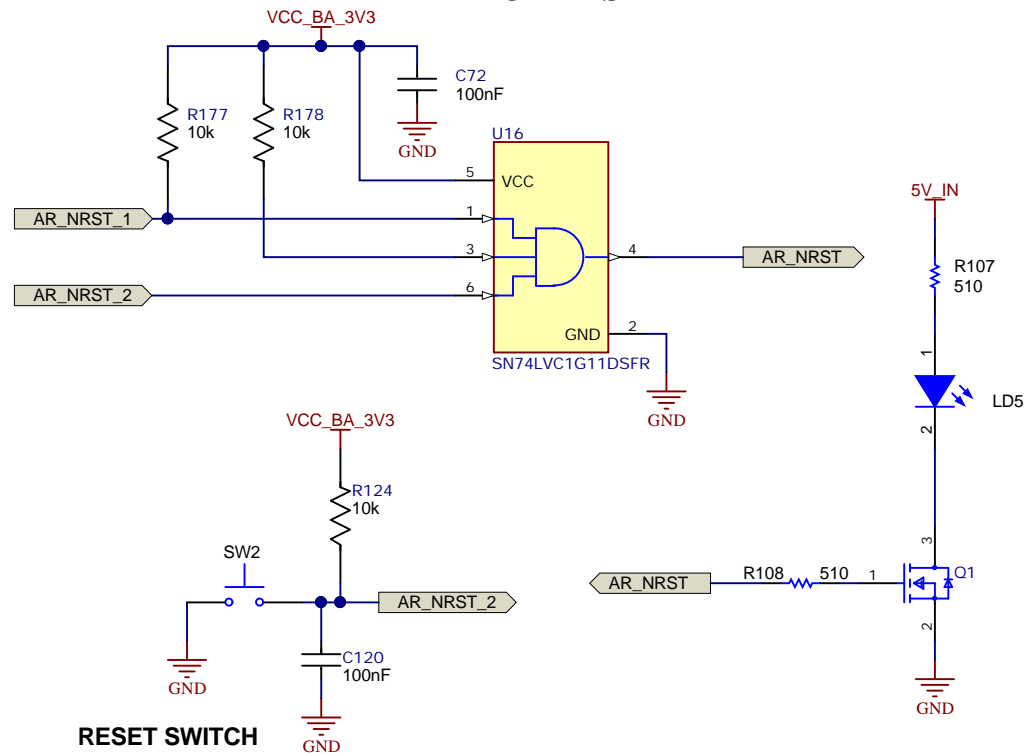 VCC_BA_3V3
C72
100nF
R177
10k
R178
10k
GND
U16
5
VCC
5V_IN
AR_NRST_1
1
3
4
AR_NRST
R107
510
AR_NRST_2
6
GND
2
SN74LVC1G11DSFR
1
GND
LD5
VCC_BA_3V3
2
R124
10k
SW2
3
AR_NRST
R108
510
1
Q1
AR_NRST_2
2
C120
100nF
GND
GND
RESET SWITCH
GND